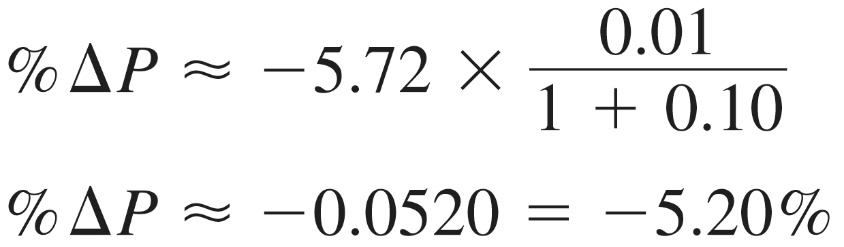 %ΔP ≈ −5.72 × 0.01 / 1 + 0.10
%ΔP ≈ −0.0520 = −5.20%